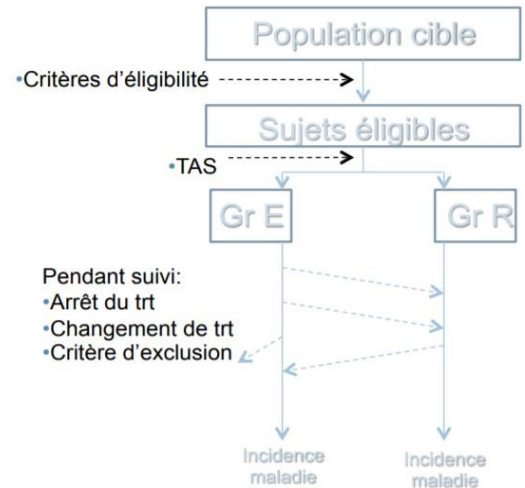 Population cible
•Critères d'éligibilité
Sujets éligibles
•TAS
Gr E
Gr R
Pendant suivi:
•Arrêt du trt
•Changement de trt
•Critère d'exclusion
Incidence
maladie
Incidence
maladie